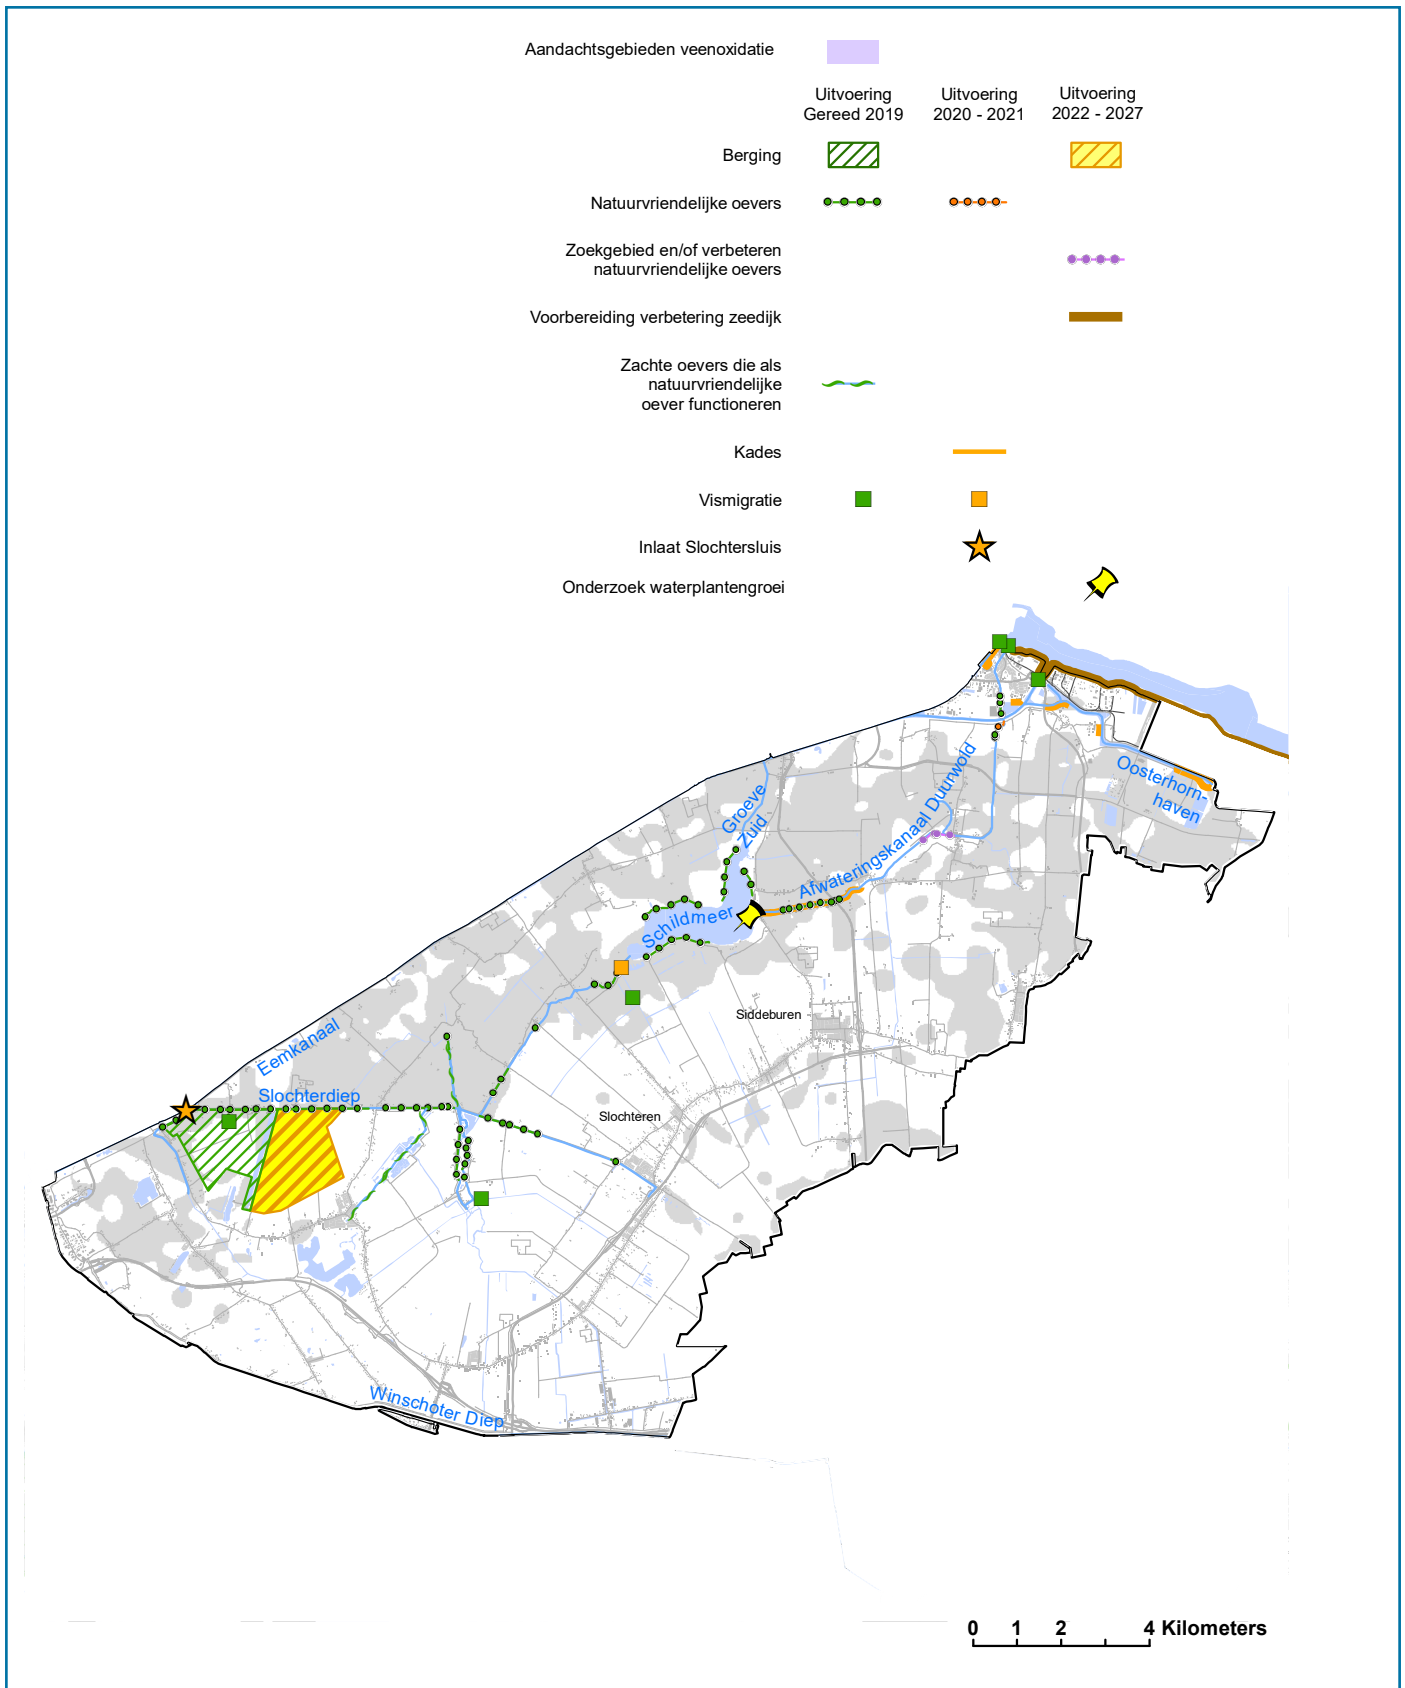 Aandachtsgebieden veenoxidatie
Uitvoering
Gereed 2019
Uitvoering
2020 - 2021
Uitvoering
2022 - 2027
Berging
Natuurvriendelijke oevers
Zoekgebied en/of verbeteren
natuurvriendelijke oevers
Voorbereiding verbetering zeedijk
Zachte oevers die als
natuurvriendelijke
oever functioneren
Kades
Vismigratie
Inlaat Slochtersluis
Onderzoek waterplantengroei
Oosterhorn-
haven
Groeve
Zuid
Afwateringskanaal Duurwold
Schildmeer
Siddeburen
Eemkanaal
Slochterdiep
Slochteren
Winschoter Diep
0 1 2 4 Kilometers